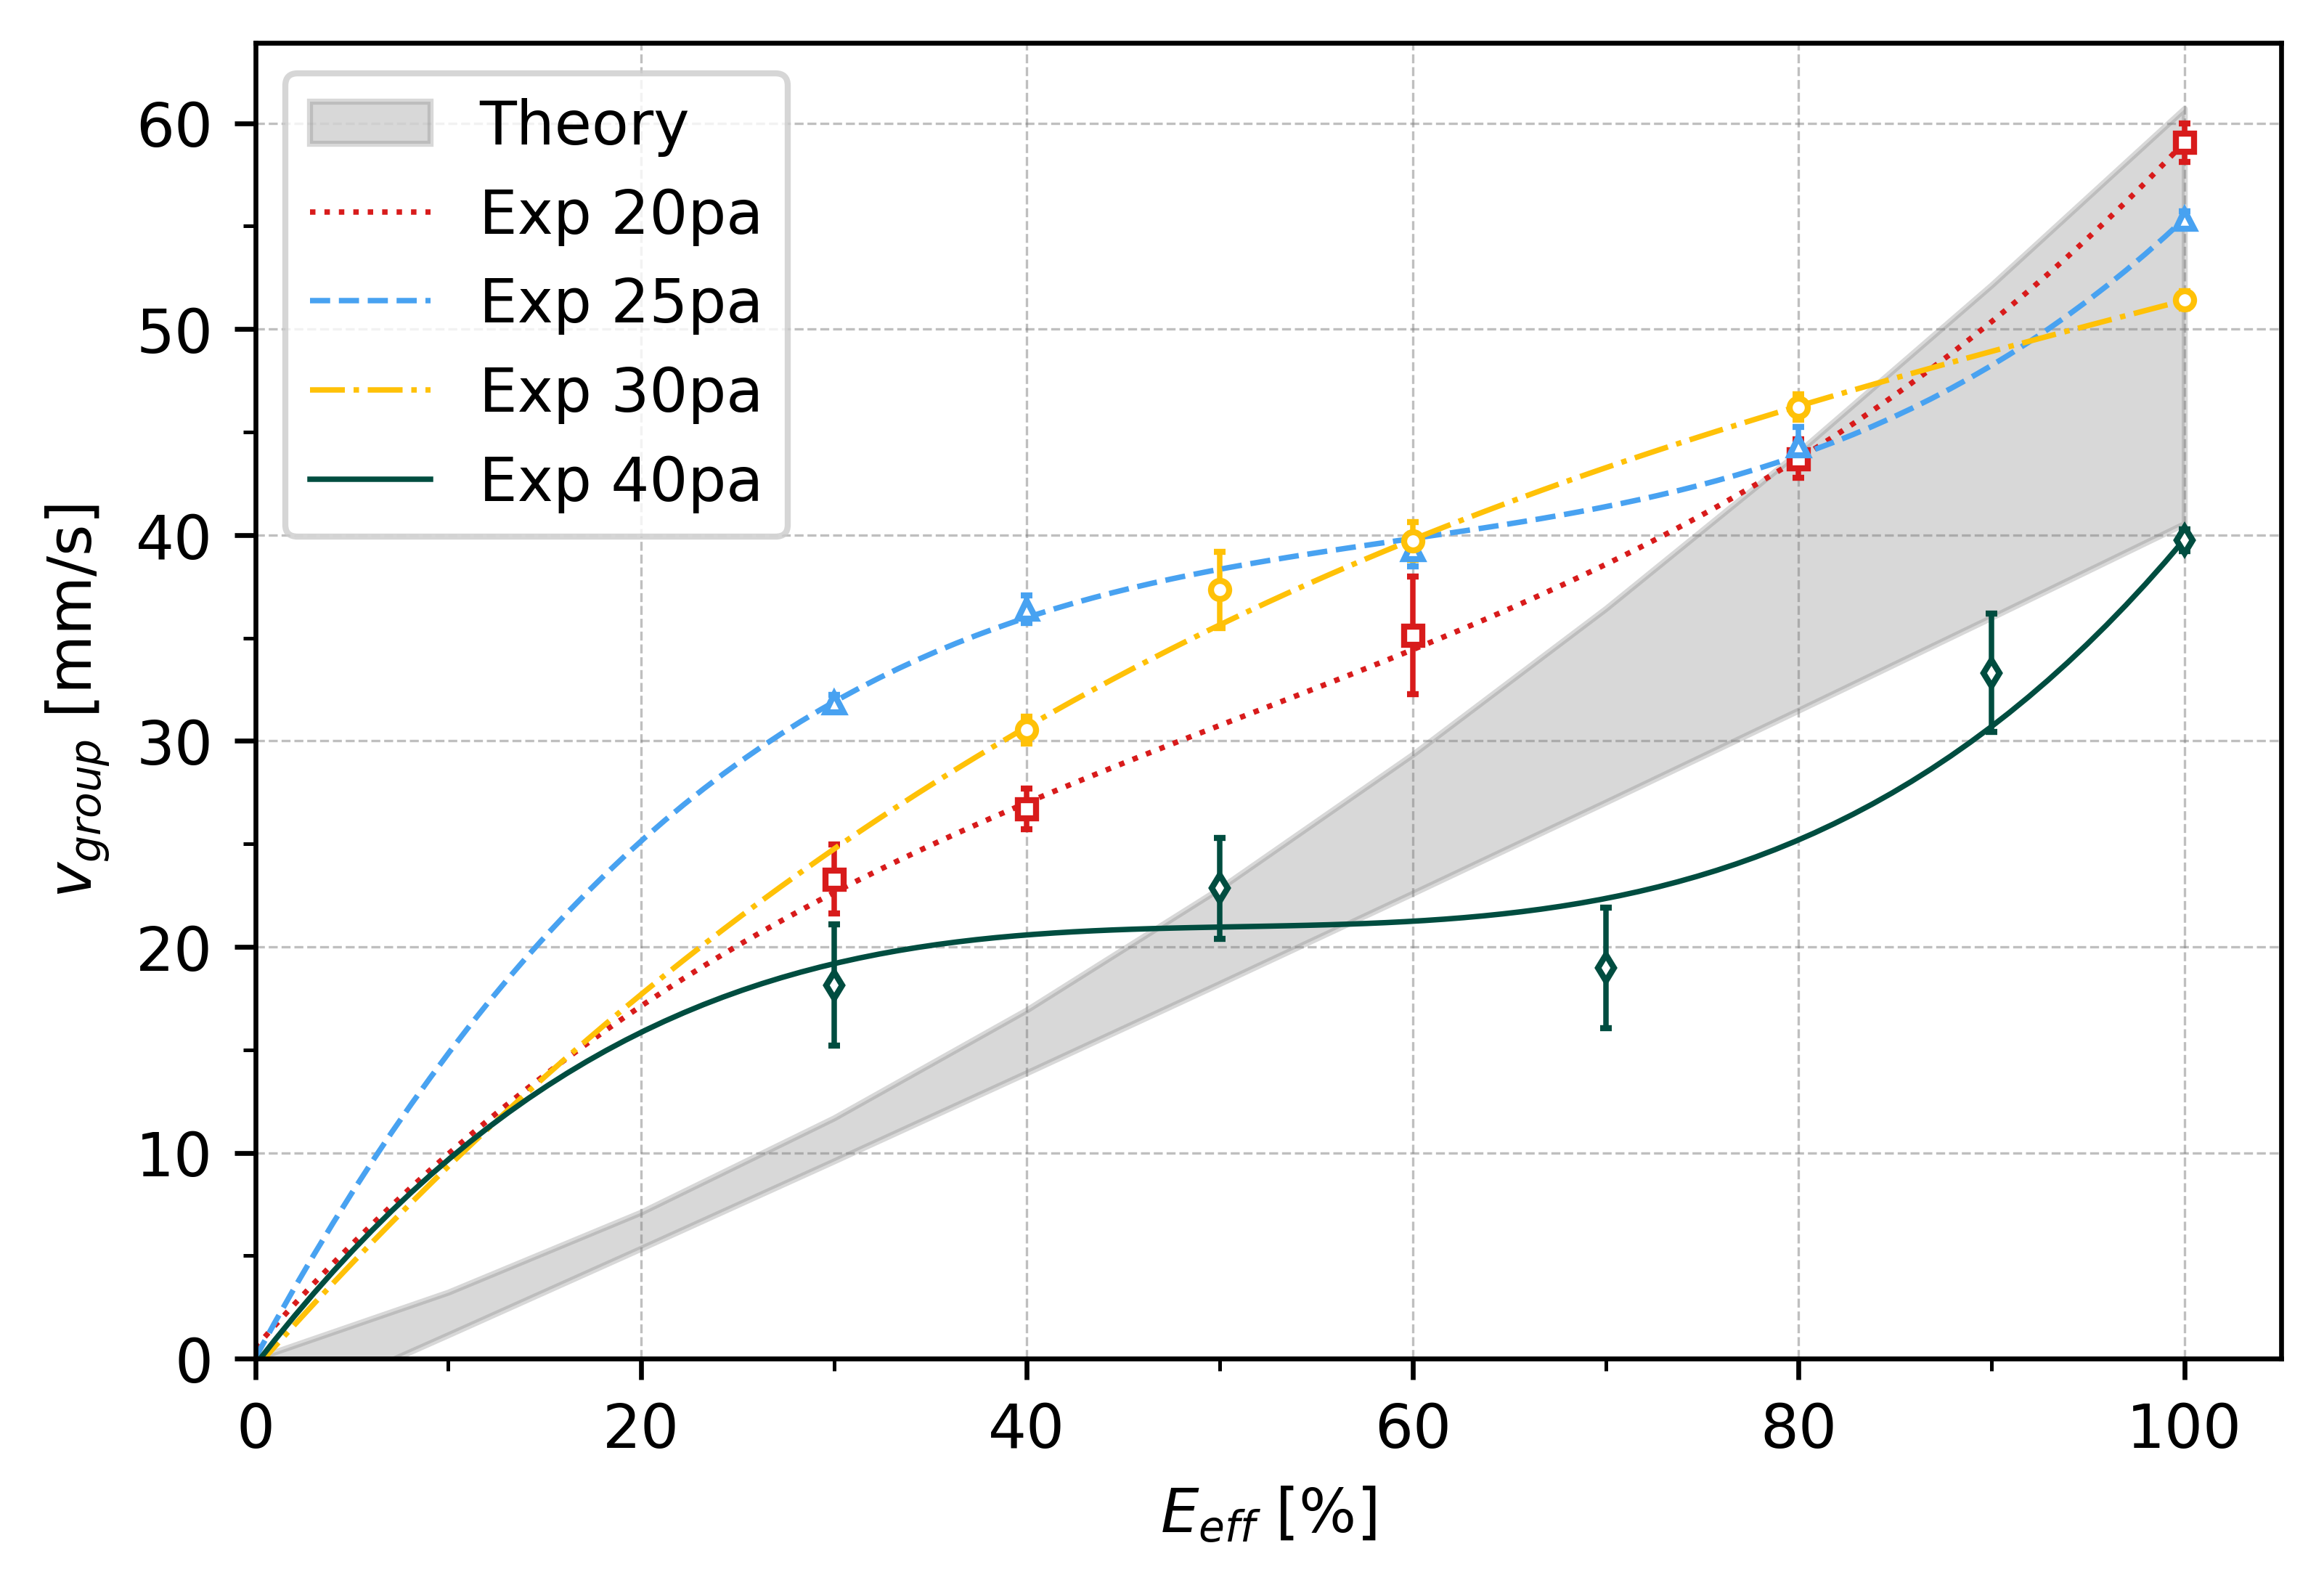 Theory
Exp 20pa
Exp 25pa
Exp 30pa
Exp 40pa
60
50
40
30
20
10
0
v_group [mm/s]
0 20 40 60 80 100
E_eff [%]